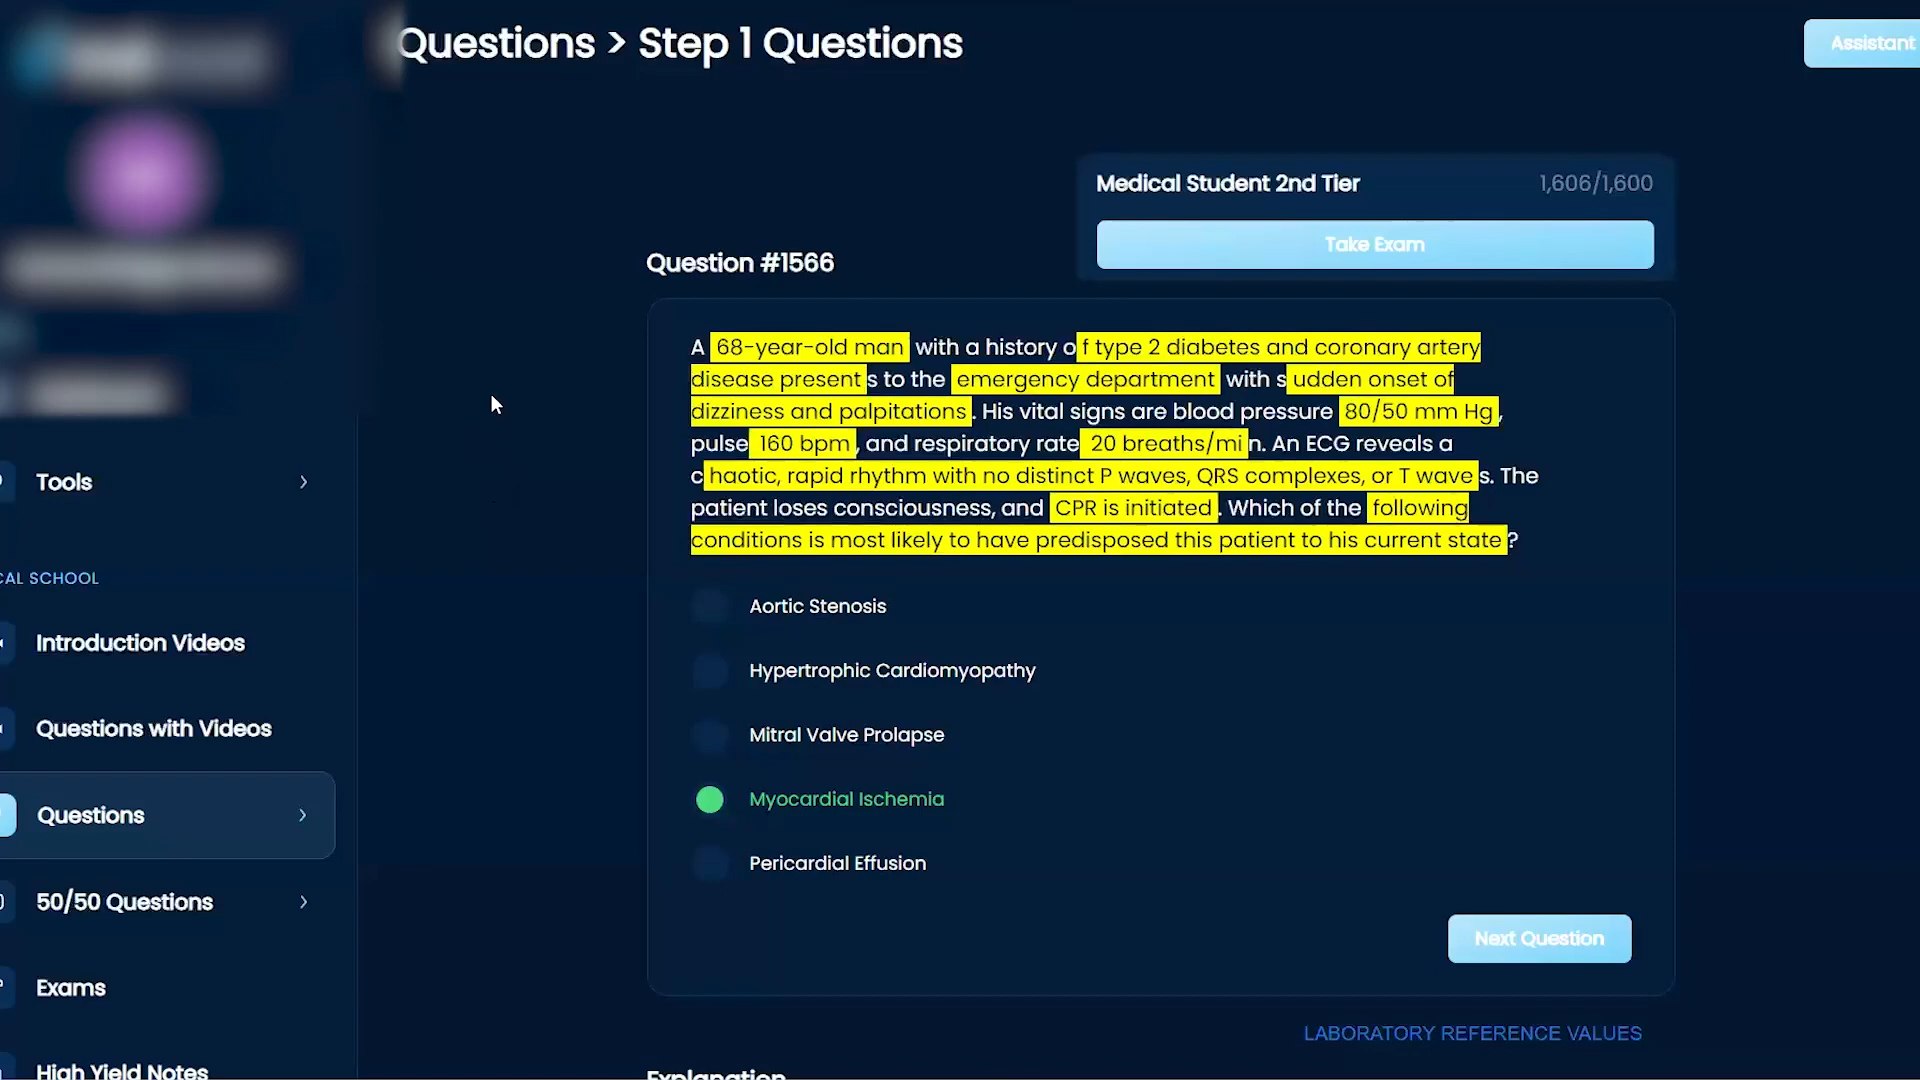 Questions > Step 1 Questions
Assistant
Medical Student 2nd Tier
1,606/1,600
Take Exam
Question #1566
A 68-year-old man with a history of type 2 diabetes and coronary artery
disease presents to the emergency department with sudden onset of
dizziness and palpitations. His vital signs are blood pressure 80/50 mm Hg,
pulse 160 bpm, and respiratory rate 20 breaths/min. An ECG reveals a
chaotic, rapid rhythm with no distinct P waves, QRS complexes, or T waves. The
patient loses consciousness, and CPR is initiated. Which of the following
conditions is most likely to have predisposed this patient to his current state?
Aortic Stenosis
Hypertrophic Cardiomyopathy
Mitral Valve Prolapse
Myocardial Ischemia
Pericardial Effusion
Next Question
LABORATORY REFERENCE VALUES
Explanation
Tools
CAL SCHOOL
Introduction Videos
Questions with Videos
Questions
50/50 Questions
Exams
High Yield Notes